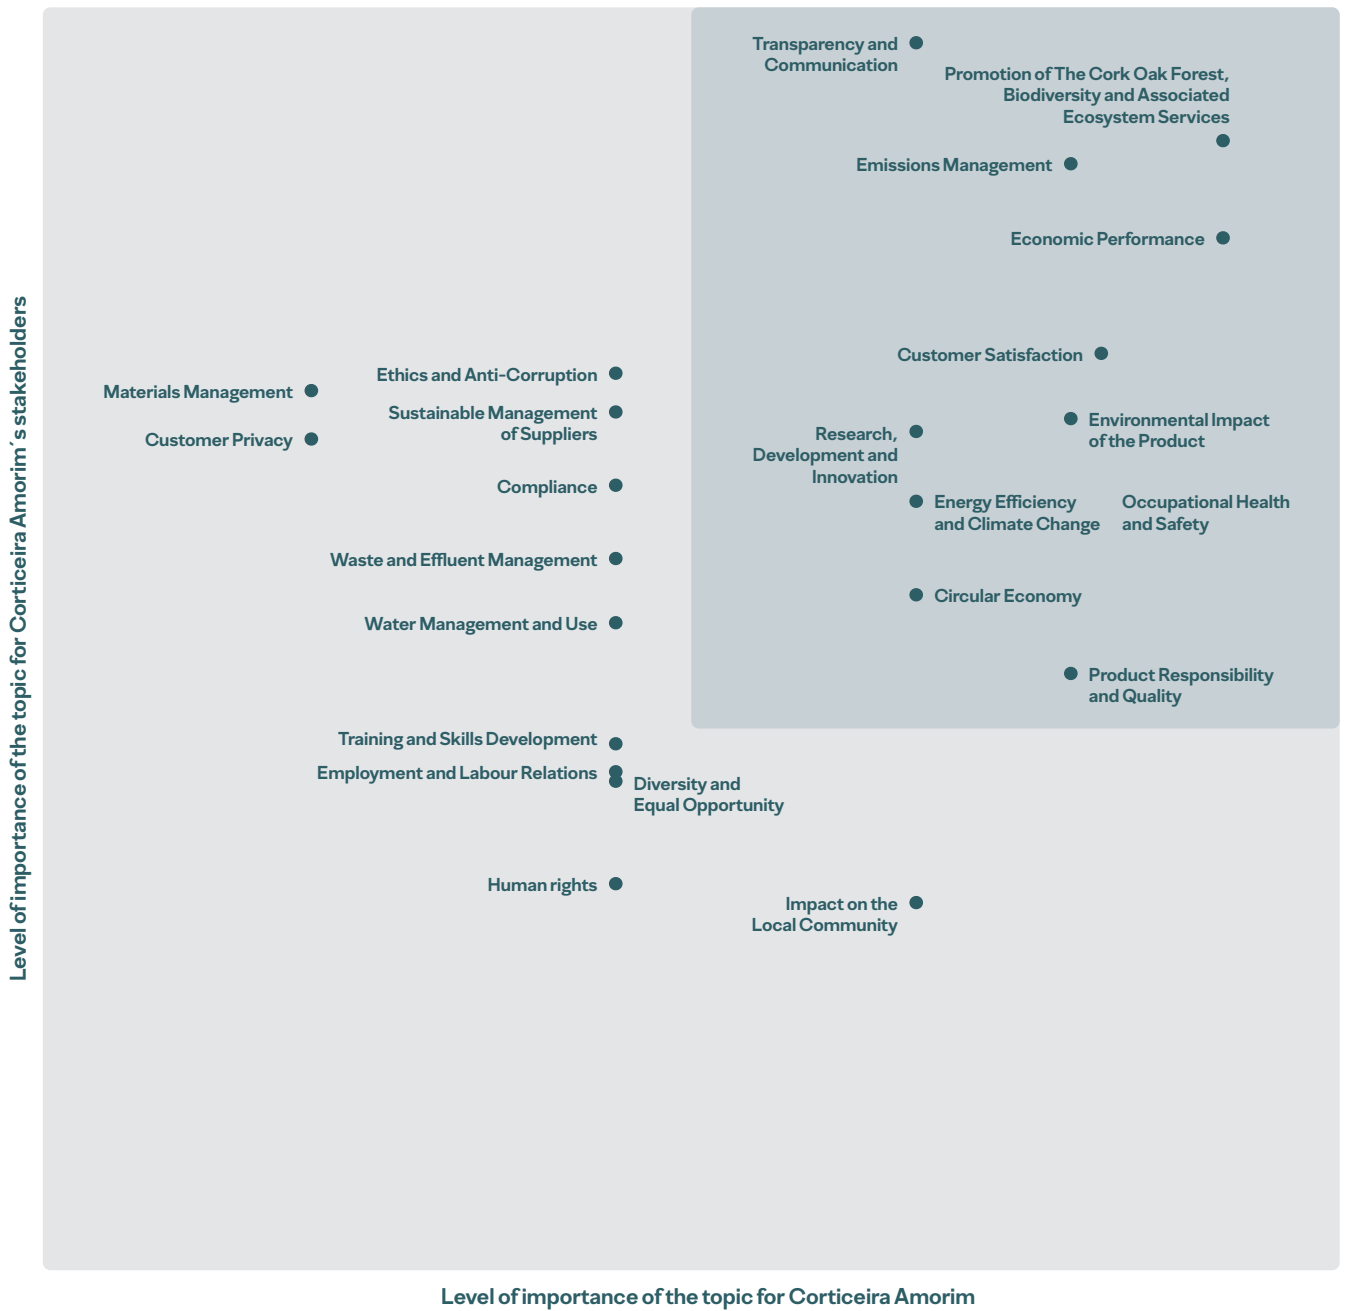 Transparency and
Communication
Promotion of The Cork Oak Forest,
Biodiversity and Associated
Ecosystem Services
Emissions Management
Economic Performance
Customer Satisfaction
Ethics and Anti-Corruption
Materials Management
Sustainable Management
of Suppliers
Customer Privacy
Environmental Impact
of the Product
Research,
Development and
Innovation
Compliance
Energy Efficiency
and Climate Change
Occupational Health
and Safety
Waste and Effluent Management
Circular Economy
Water Management and Use
Product Responsibility
and Quality
Training and Skills Development
Employment and Labour Relations
Diversity and
Equal Opportunity
Human rights
Impact on the
Local Community
Level of importance of the topic for Corticeira Amorim´s stakeholders
Level of importance of the topic for Corticeira Amorim